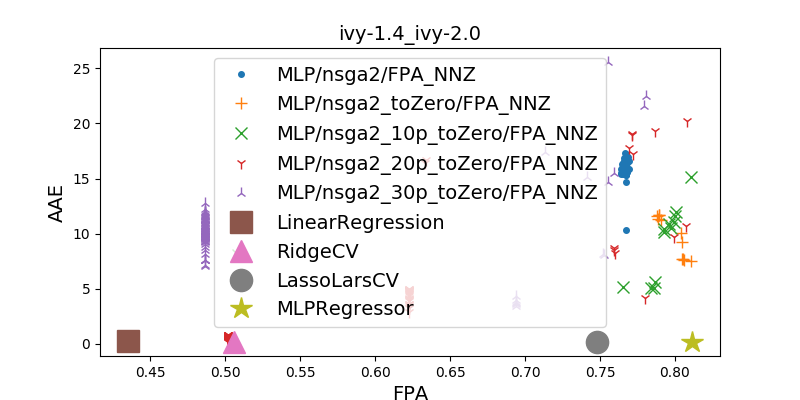 ivy-1.4_ivy-2.0
AAE
25
20
15
10
5
0
MLP/nsga2/FPA_NNZ
MLP/nsga2_toZero/FPA_NNZ
MLP/nsga2_10p_toZero/FPA_NNZ
MLP/nsga2_20p_toZero/FPA_NNZ
MLP/nsga2_30p_toZero/FPA_NNZ
LinearRegression
RidgeCV
LassoLarsCV
MLPRegressor
0.45 0.50 0.55 0.60 0.65 0.70 0.75 0.80
FPA